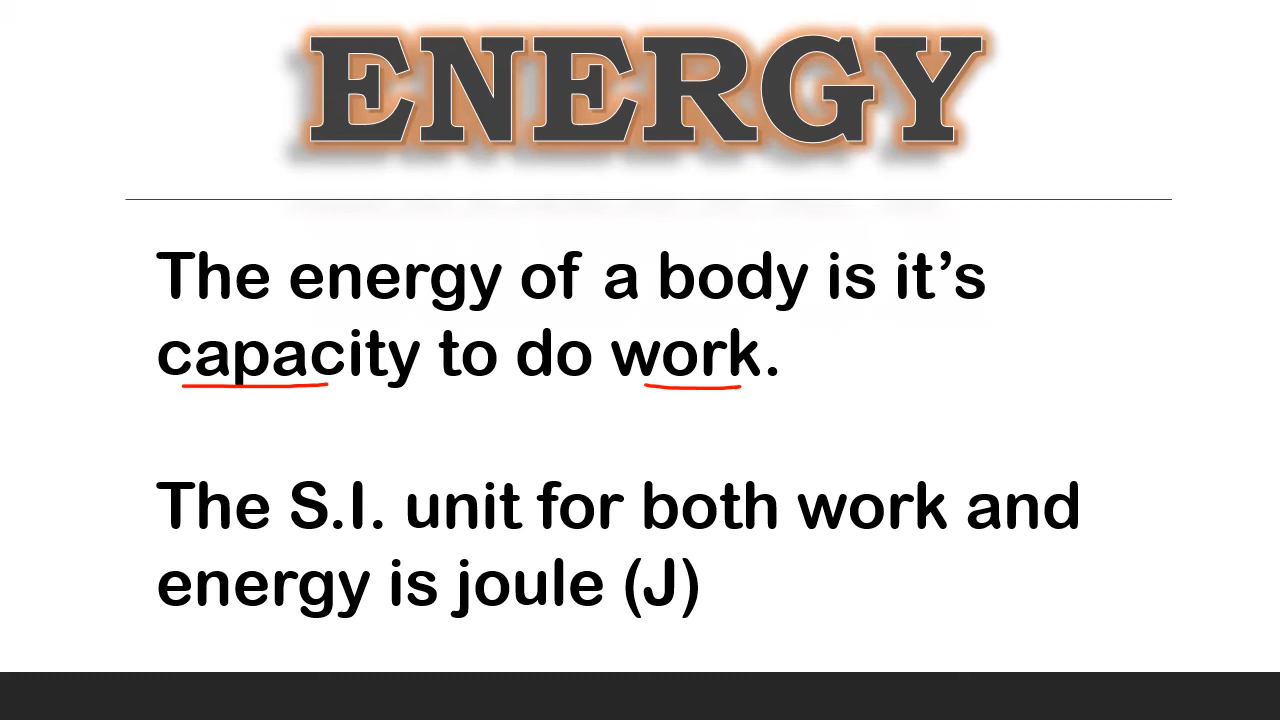 ENERGY
The energy of a body is it’s
capacity to do work.
The S.I. unit for both work and
energy is joule (J)